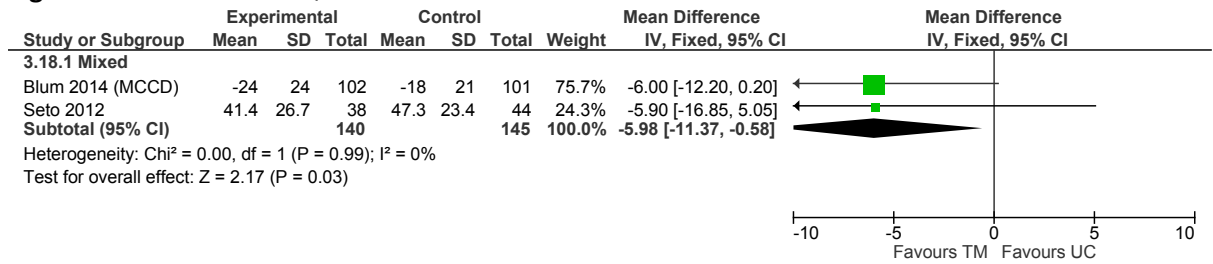 Experimental Control Mean Difference Mean Difference
Study or Subgroup Mean SD Total Mean SD Total Weight IV, Fixed, 95% CI IV, Fixed, 95% CI
3.18.1 Mixed
Blum 2014 (MCCD) -24 24 102 -18 21 101 75.7% -6.00 [-12.20, 0.20]
Seto 2012 41.4 26.7 38 47.3 23.4 44 24.3% -5.90 [-16.85, 5.05]
Subtotal (95% CI) 140 145 100.0% -5.98 [-11.37, -0.58]
Heterogeneity: Chi² = 0.00, df = 1 (P = 0.99); I² = 0%
Test for overall effect: Z = 2.17 (P = 0.03)
-10 -5 0 5 10
Favours TM Favours UC